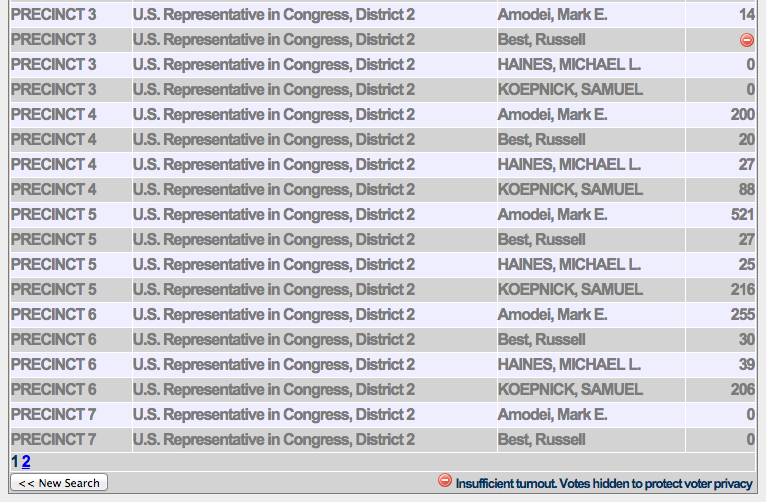 PRECINCT 3 U.S. Representative in Congress, District 2 Amodei, Mark E. 14
PRECINCT 3 U.S. Representative in Congress, District 2 Best, Russell
PRECINCT 3 U.S. Representative in Congress, District 2 HAINES, MICHAEL L. 0
PRECINCT 3 U.S. Representative in Congress, District 2 KOEPNICK, SAMUEL 0
PRECINCT 4 U.S. Representative in Congress, District 2 Amodei, Mark E. 200
PRECINCT 4 U.S. Representative in Congress, District 2 Best, Russell 20
PRECINCT 4 U.S. Representative in Congress, District 2 HAINES, MICHAEL L. 27
PRECINCT 4 U.S. Representative in Congress, District 2 KOEPNICK, SAMUEL 88
PRECINCT 5 U.S. Representative in Congress, District 2 Amodei, Mark E. 521
PRECINCT 5 U.S. Representative in Congress, District 2 Best, Russell 27
PRECINCT 5 U.S. Representative in Congress, District 2 HAINES, MICHAEL L. 25
PRECINCT 5 U.S. Representative in Congress, District 2 KOEPNICK, SAMUEL 216
PRECINCT 6 U.S. Representative in Congress, District 2 Amodei, Mark E. 255
PRECINCT 6 U.S. Representative in Congress, District 2 Best, Russell 30
PRECINCT 6 U.S. Representative in Congress, District 2 HAINES, MICHAEL L. 39
PRECINCT 6 U.S. Representative in Congress, District 2 KOEPNICK, SAMUEL 206
PRECINCT 7 U.S. Representative in Congress, District 2 Amodei, Mark E. 0
PRECINCT 7 U.S. Representative in Congress, District 2 Best, Russell 0
1 2
<< New Search Insufficient turnout. Votes hidden to protect voter privacy